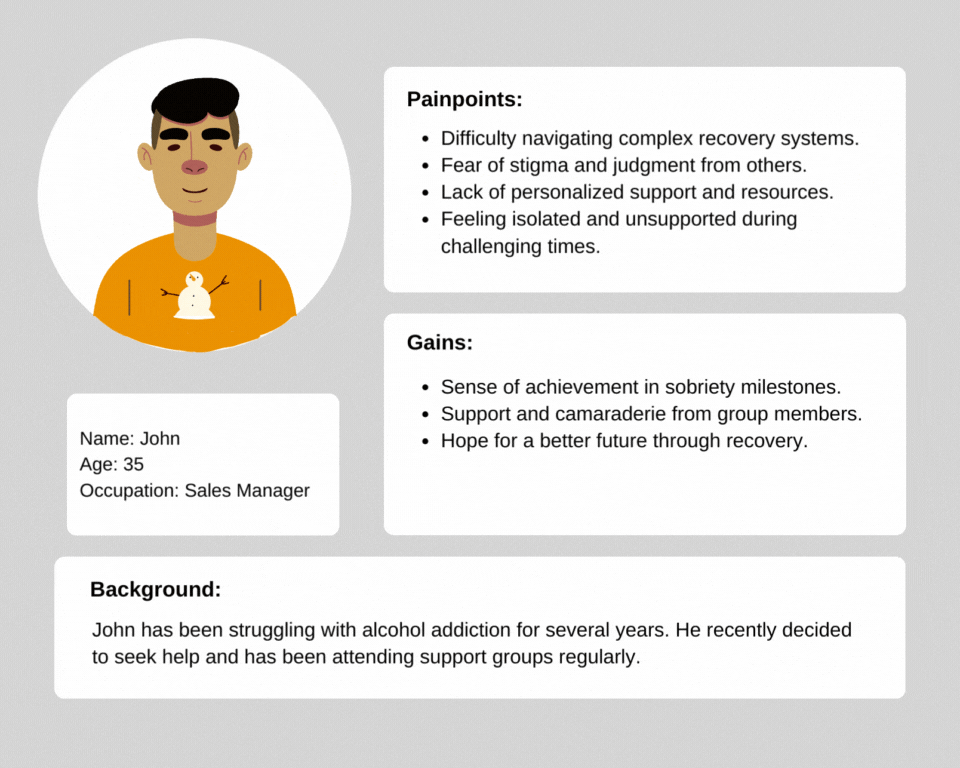 Painpoints:
• Difficulty navigating complex recovery systems.
• Fear of stigma and judgment from others.
• Lack of personalized support and resources.
• Feeling isolated and unsupported during
challenging times.
Gains:
• Sense of achievement in sobriety milestones.
• Support and camaraderie from group members.
• Hope for a better future through recovery.
Name: John
Age: 35
Occupation: Sales Manager
Background:
John has been struggling with alcohol addiction for several years. He recently decided
to seek help and has been attending support groups regularly.